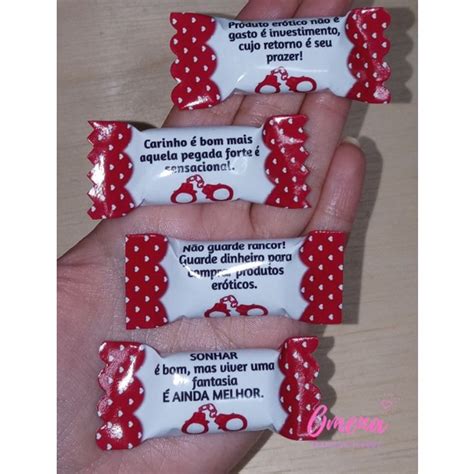 Produto erótico não é
gasto é investimento,
cujo retorno é seu
prazer!
Carinho é bom mais
aquela pegada forte é
sensacional.
Não guarde rancor!
Guarde dinheiro para
comprar produtos
eróticos.
SONHAR
é bom, mas viver uma
fantasia
É AINDA MELHOR.